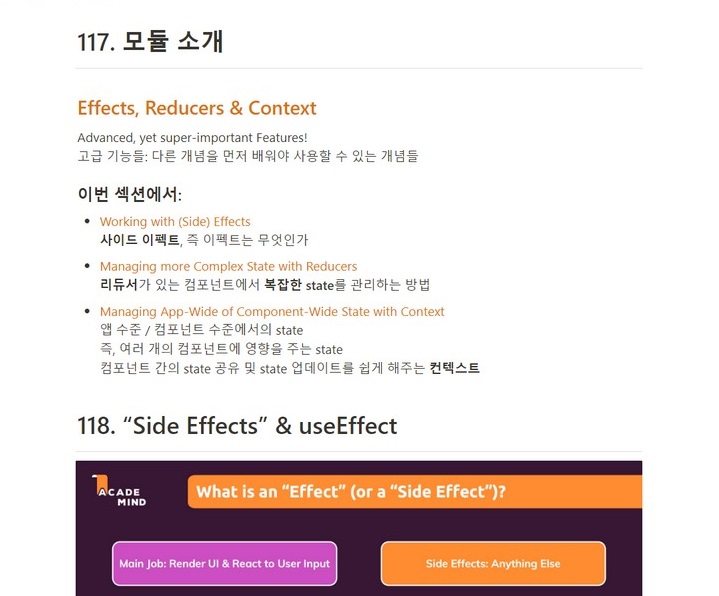 117. 모듈 소개
Effects, Reducers & Context
Advanced, yet super-important Features!
고급 기능들: 다른 개념을 먼저 배워야 사용할 수 있는 개념들
이번 섹션에서:
Working with (Side) Effects
사이드 이펙트, 즉 이펙트는 무엇인가
Managing more Complex State with Reducers
리듀서가 있는 컴포넌트에서 복잡한 state를 관리하는 방법
Managing App-Wide of Component-Wide State with Context
앱 수준 / 컴포넌트 수준에서의 state
즉, 여러 개의 컴포넌트에 영향을 주는 state
컴포넌트 간의 state 공유 및 state 업데이트를 쉽게 해주는 컨텍스트
118. “Side Effects” & useEffect
ACADE
MIND
What is an “Effect” (or a “Side Effect”)?
Main Job: Render UI & React to User Input
Side Effects: Anything Else